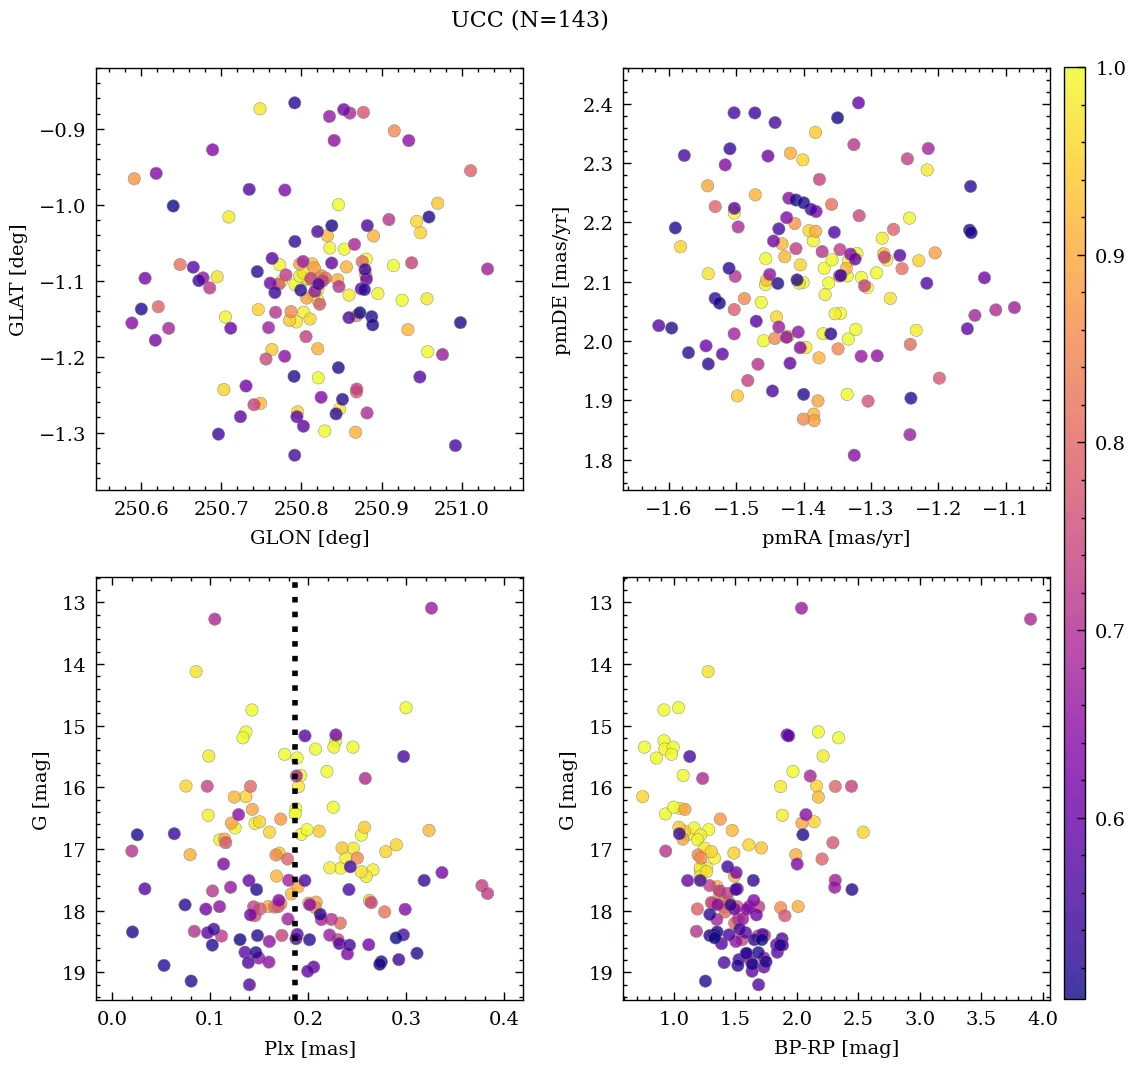 UCC (N=143)
−0.9
−1.0
−1.1
−1.2
−1.3
GLAT [deg]
250.6 250.7 250.8 250.9 251.0
GLON [deg]
2.4
2.3
2.2
2.1
2.0
1.9
1.8
pmDE [mas/yr]
−1.6 −1.5 −1.4 −1.3 −1.2 −1.1
pmRA [mas/yr]
13
14
15
16
17
18
19
G [mag]
0.0 0.1 0.2 0.3 0.4
Plx [mas]
13
14
15
16
17
18
19
G [mag]
1.0 1.5 2.0 2.5 3.0 3.5 4.0
BP-RP [mag]
1.0
0.9
0.8
0.7
0.6